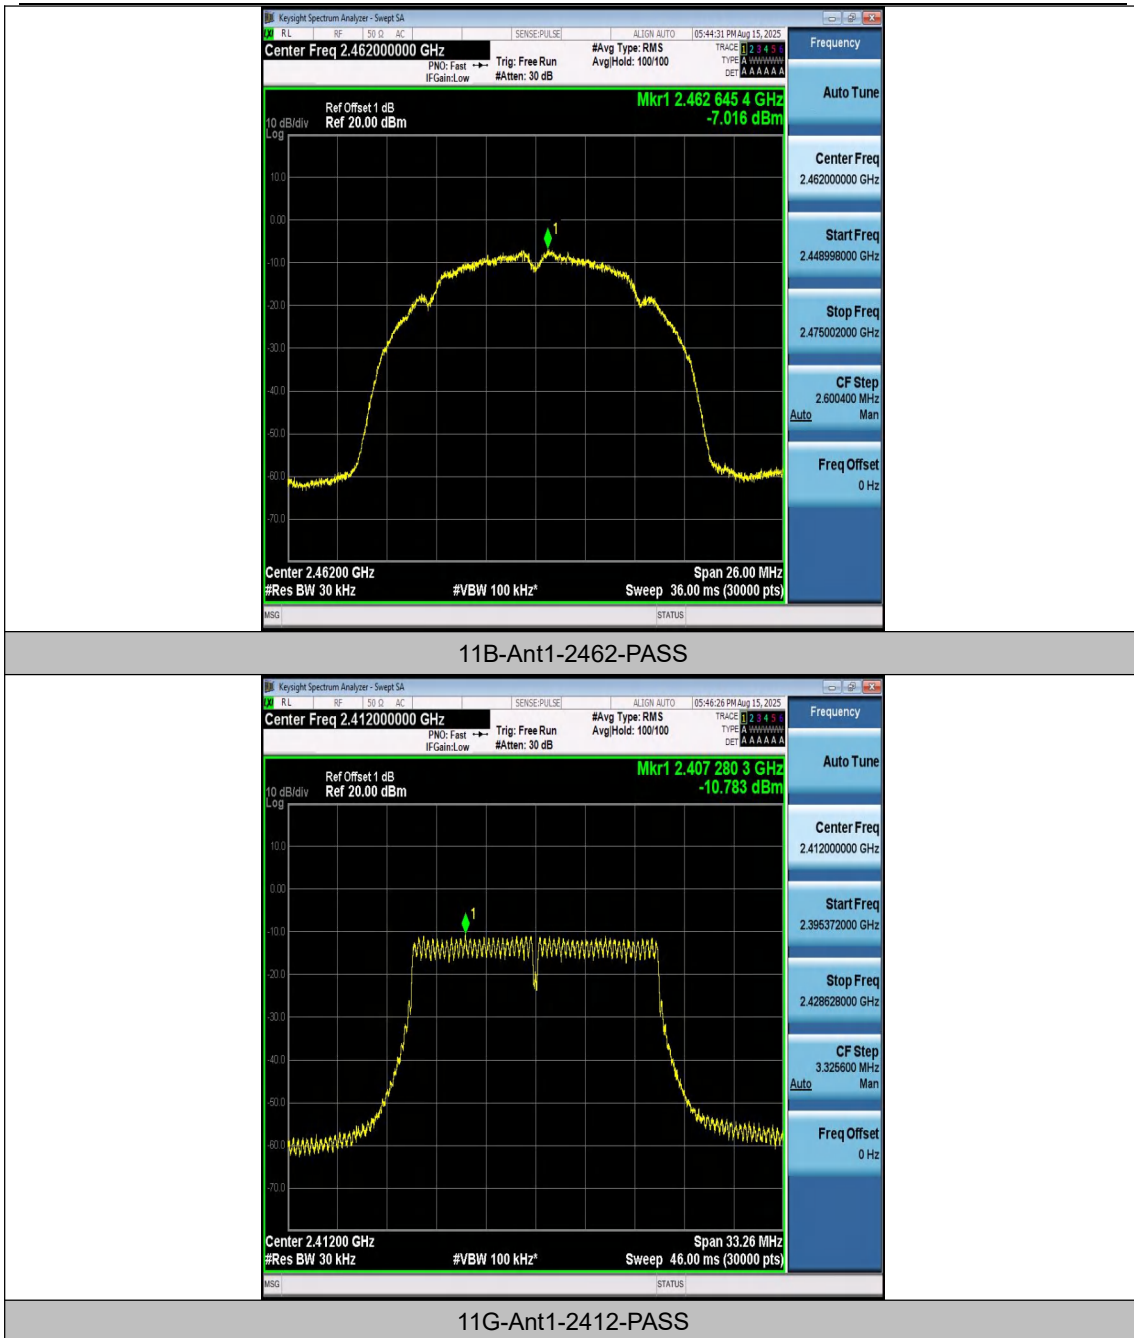 Keysight Spectrum Analyzer - Swept SA
RL RF 50 Ω AC SENSE:PULSE ALIGN AUTO 05:44:31 PM Aug 15, 2025
Center Freq 2.462000000 GHz
PNO: Fast
IFGain:Low
Trig: Free Run
#Atten: 30 dB
#Avg Type: RMS
Avg|Hold: 100/100
TRACE 1 2 3 4 5 6
TYPE A WWWWW
DET A A A A A A
Frequency
Mkr1 2.462 645 4 GHz
-7.016 dBm
Ref Offset 1 dB
10 dB/div Ref 20.00 dBm
Log
10.0
0.00
-10.0
-20.0
-30.0
-40.0
-50.0
-60.0
-70.0
1
Center 2.46200 GHz
Span 26.00 MHz
#Res BW 30 kHz
#VBW 100 kHz*
Sweep 36.00 ms (30000 pts)
Auto Tune
Center Freq
2.462000000 GHz
Start Freq
2.448998000 GHz
Stop Freq
2.475002000 GHz
CF Step
2.600400 MHz
Auto Man
Freq Offset
0 Hz
MSG STATUS
11B-Ant1-2462-PASS
Keysight Spectrum Analyzer - Swept SA
RL RF 50 Ω AC SENSE:PULSE ALIGN AUTO 05:46:26 PM Aug 15, 2025
Center Freq 2.412000000 GHz
PNO: Fast
IFGain:Low
Trig: Free Run
#Atten: 30 dB
#Avg Type: RMS
Avg|Hold: 100/100
TRACE 1 2 3 4 5 6
TYPE A WWWWW
DET A A A A A A
Frequency
Mkr1 2.407 280 3 GHz
-10.783 dBm
Ref Offset 1 dB
10 dB/div Ref 20.00 dBm
Log
10.0
0.00
-10.0
-20.0
-30.0
-40.0
-50.0
-60.0
-70.0
1
Center 2.41200 GHz
Span 33.26 MHz
#Res BW 30 kHz
#VBW 100 kHz*
Sweep 46.00 ms (30000 pts)
Auto Tune
Center Freq
2.412000000 GHz
Start Freq
2.395372000 GHz
Stop Freq
2.428628000 GHz
CF Step
3.325600 MHz
Auto Man
Freq Offset
0 Hz
MSG STATUS
11G-Ant1-2412-PASS